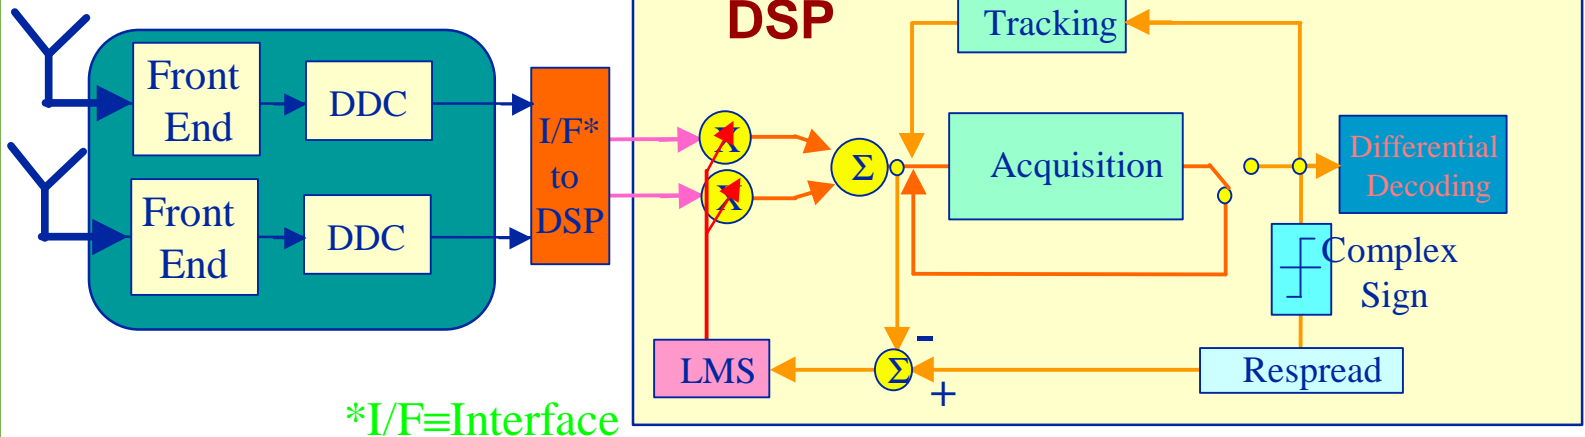 DSP
Tracking
Front
End
DDC
I/F*
to
DSP
X
X
Σ
Acquisition
Differential
Decoding
Front
End
DDC
Complex
Sign
LMS
Σ
-
+
Respread
*I/F≡Interface